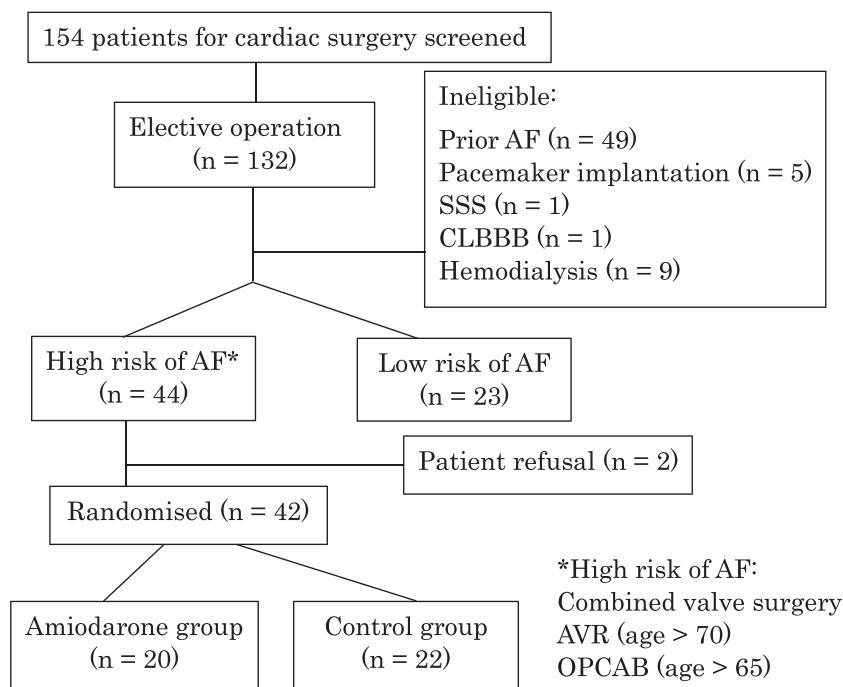 154 patients for cardiac surgery screened
Elective operation
(n = 132)
Ineligible:
Prior AF (n = 49)
Pacemaker implantation (n = 5)
SSS (n = 1)
CLBBB (n = 1)
Hemodialysis (n = 9)
High risk of AF*
(n = 44)
Low risk of AF
(n = 23)
Patient refusal (n = 2)
Randomised (n = 42)
Amiodarone group
(n = 20)
Control group
(n = 22)
*High risk of AF:
Combined valve surgery
AVR (age > 70)
OPCAB (age > 65)